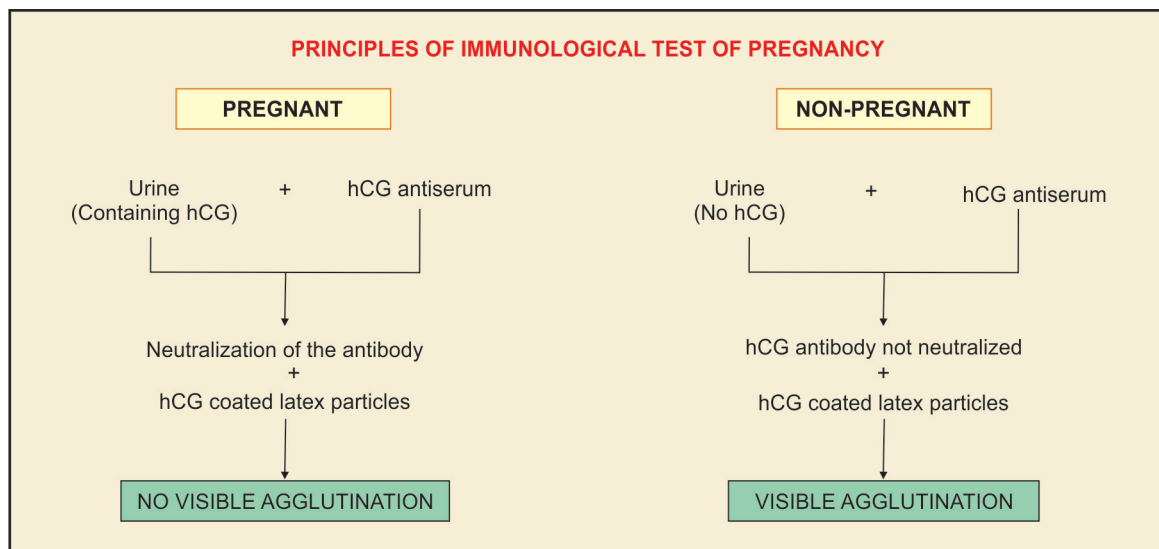 PRINCIPLES OF IMMUNOLOGICAL TEST OF PREGNANCY
PREGNANT
Urine + hCG antiserum
(Containing hCG)
Neutralization of the antibody
+
hCG coated latex particles
NO VISIBLE AGGLUTINATION
NON-PREGNANT
Urine + hCG antiserum
(No hCG)
hCG antibody not neutralized
+
hCG coated latex particles
VISIBLE AGGLUTINATION